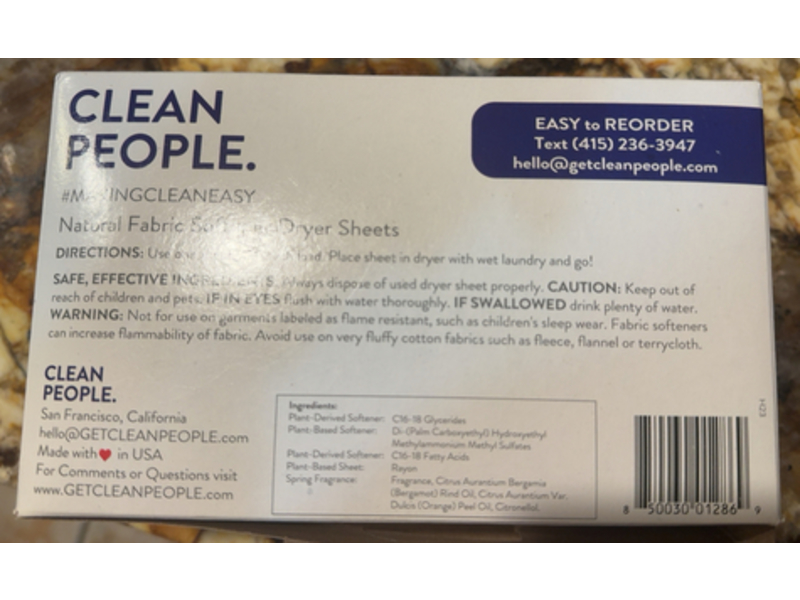 CLEAN
PEOPLE.
EASY to REORDER
Text (415) 236-3947
hello@getcleanpeople.com
#MAKINGCLEANEASY
Natural Fabric Softener Dryer Sheets
DIRECTIONS: Use one load. Place sheet in dryer with wet laundry and go!
SAFE, EFFECTIVE INGREDIENTS. Always dispose of used dryer sheet properly. CAUTION: Keep out of
reach of children and pets. IF IN EYES flush with water thoroughly. IF SWALLOWED drink plenty of water.
WARNING: Not for use on garments labeled as flame resistant, such as children's sleep wear. Fabric softeners
can increase flammability of fabric. Avoid use on very fluffy cotton fabrics such as fleece, flannel or terrycloth.
CLEAN
PEOPLE.
San Francisco, California
hello@GETCLEANPEOPLE.com
Made with ♥ in USA
For Comments or Questions visit
www.GETCLEANPEOPLE.com
Ingredients:
Plant-Derived Softener: C16-18 Glycerides
Plant-Based Softener: Di-(Palm Carboxyethyl) Hydroxyethyl
Methylammonium Methyl Sulfates
Plant-Derived Softener: C16-18 Fatty Acids
Plant-Based Sheet: Rayon
Spring Fragrance: Fragrance, Citrus Aurantium Bergamia
(Bergamot) Rind Oil, Citrus Aurantium Var.
Dulcis (Orange) Peel Oil, Citronellol.
H23
8 50030 01286 9